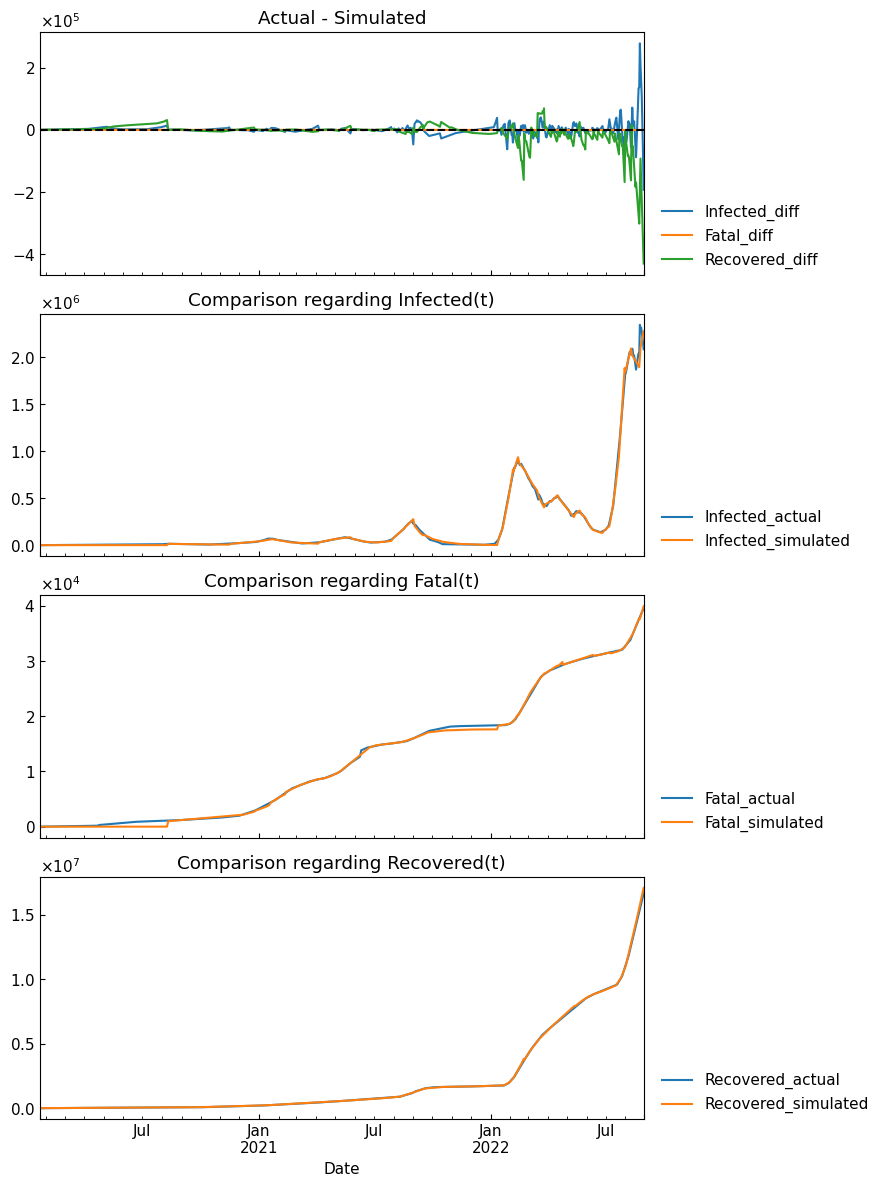 Actual - Simulated
×10⁵
2
0
−2
−4
Infected_diff
Fatal_diff
Recovered_diff
Comparison regarding Infected(t)
×10⁶
2.0
1.5
1.0
0.5
0.0
Infected_actual
Infected_simulated
Comparison regarding Fatal(t)
×10⁴
4
3
2
1
0
Fatal_actual
Fatal_simulated
Comparison regarding Recovered(t)
×10⁷
1.5
1.0
0.5
0.0
Recovered_actual
Recovered_simulated
Jul Jan Jul Jan Jul
2021 2022
Date